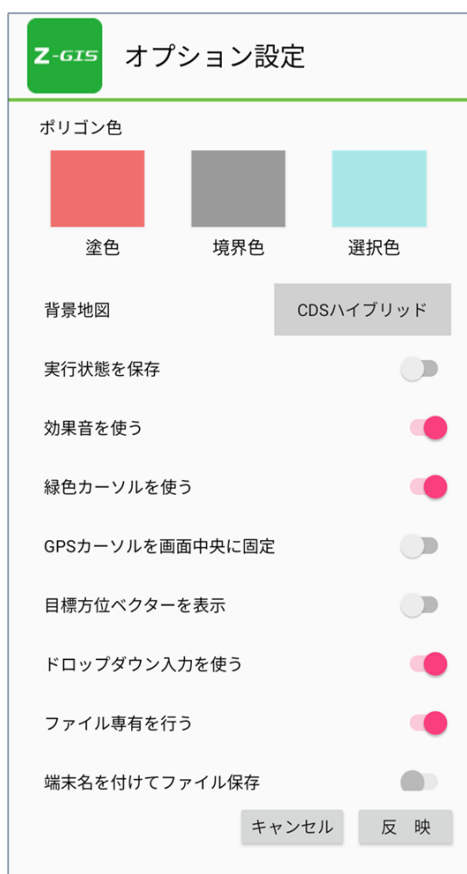 Z-GIS オプション設定
ポリゴン色
塗色 境界色 選択色
背景地図 CDSハイブリッド
実行状態を保存
効果音を使う
緑色カーソルを使う
GPSカーソルを画面中央に固定
目標方位ベクターを表示
ドロップダウン入力を使う
ファイル専有を行う
端末名を付けてファイル保存
キャンセル 反 映